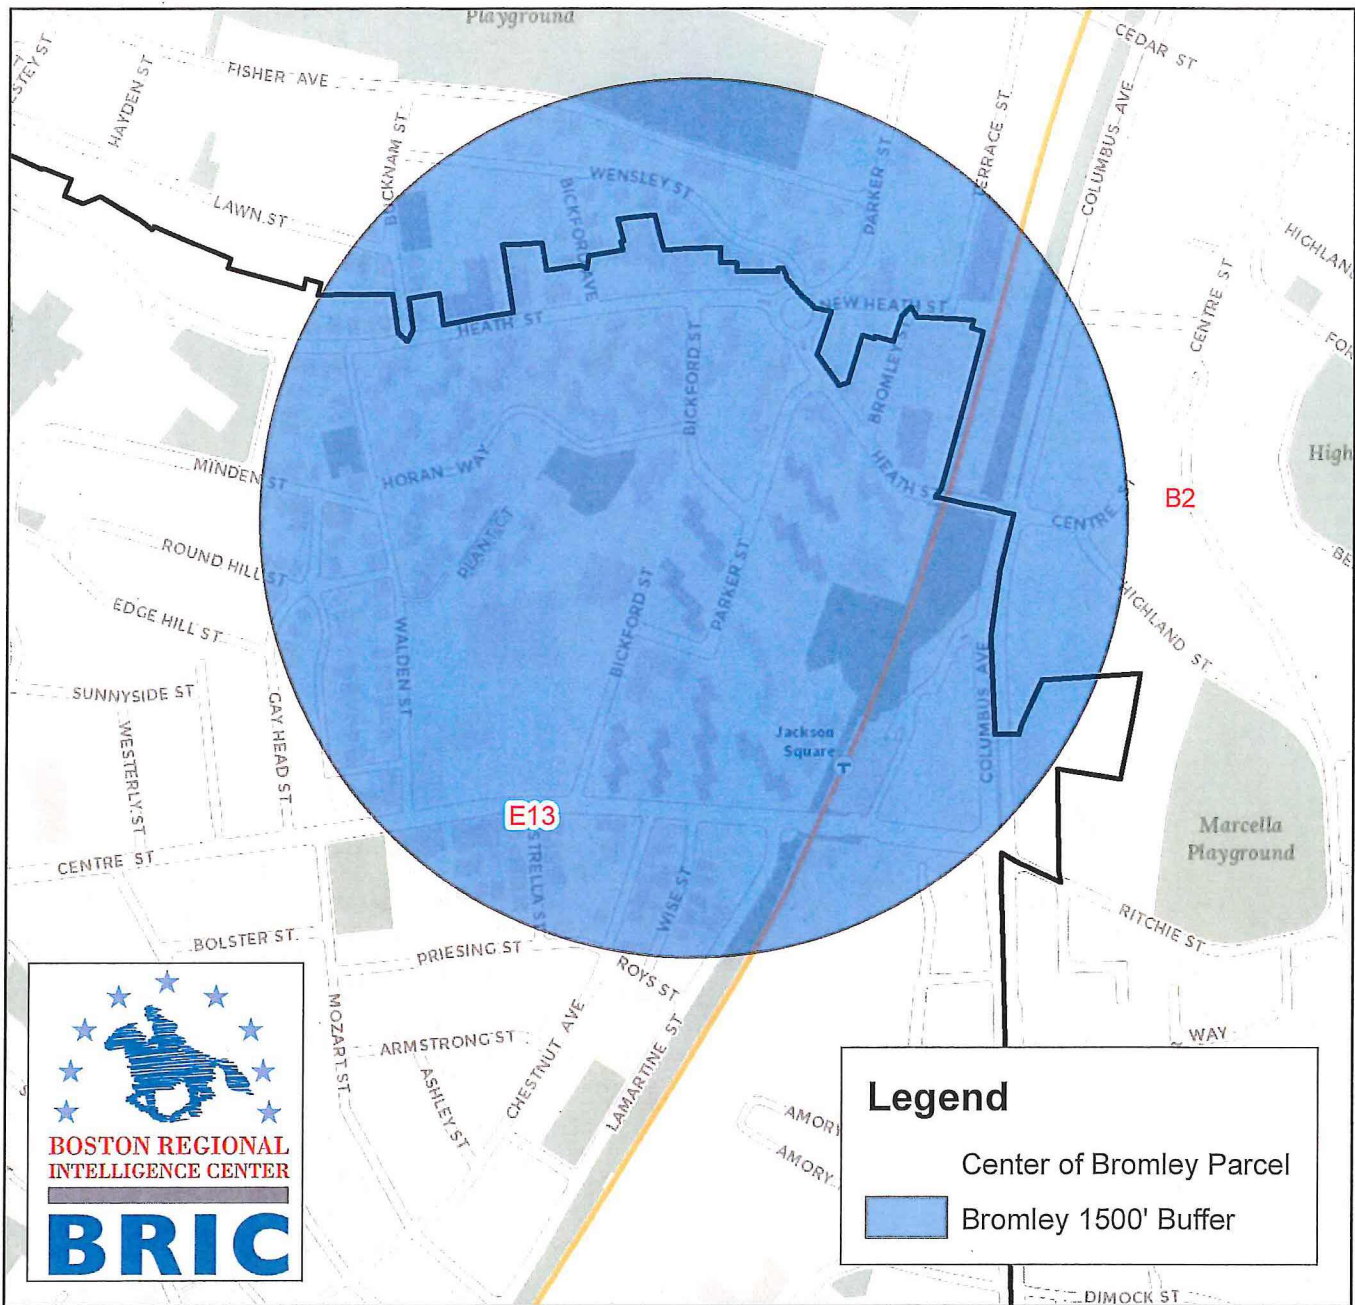 Playground
CEDAR ST
FISHER AVE
HAYDEN ST
TERRACE ST
COLUMBUS AVE
BUCKNAM ST
PARKER ST
WENSLEY ST
BICKFORD AVE
LAWN ST
CENTRE ST
NEW HEATH ST
HEATH ST
BICKFORD ST
BROMLEY ST
High
MINDEN ST
HORAN WAY
HEATH ST
B2
CENTRE
PLANT CT
ROUND HILL ST
EDGE HILL ST
BICKFORD ST
PARKER ST
HIGHLAND ST
WALDEN ST
SUNNYSIDE ST
GAY HEAD ST
WESTERLY ST
COLUMBUS AVE
Jackson
Square
T
E13
Marcella
Playground
CENTRE ST
WISE ST
RITCHIE ST
BOLSTER ST
PRIESING ST
ROYS ST
MOZART ST
ARMSTRONG ST
ASHLEY ST
CHESTNUT AVE
LAMARTINE ST
WAY
AMORY
AMORY
DIMOCK ST
BOSTON REGIONAL
INTELLIGENCE CENTER
BRIC
Legend
Center of Bromley Parcel
Bromley 1500' Buffer